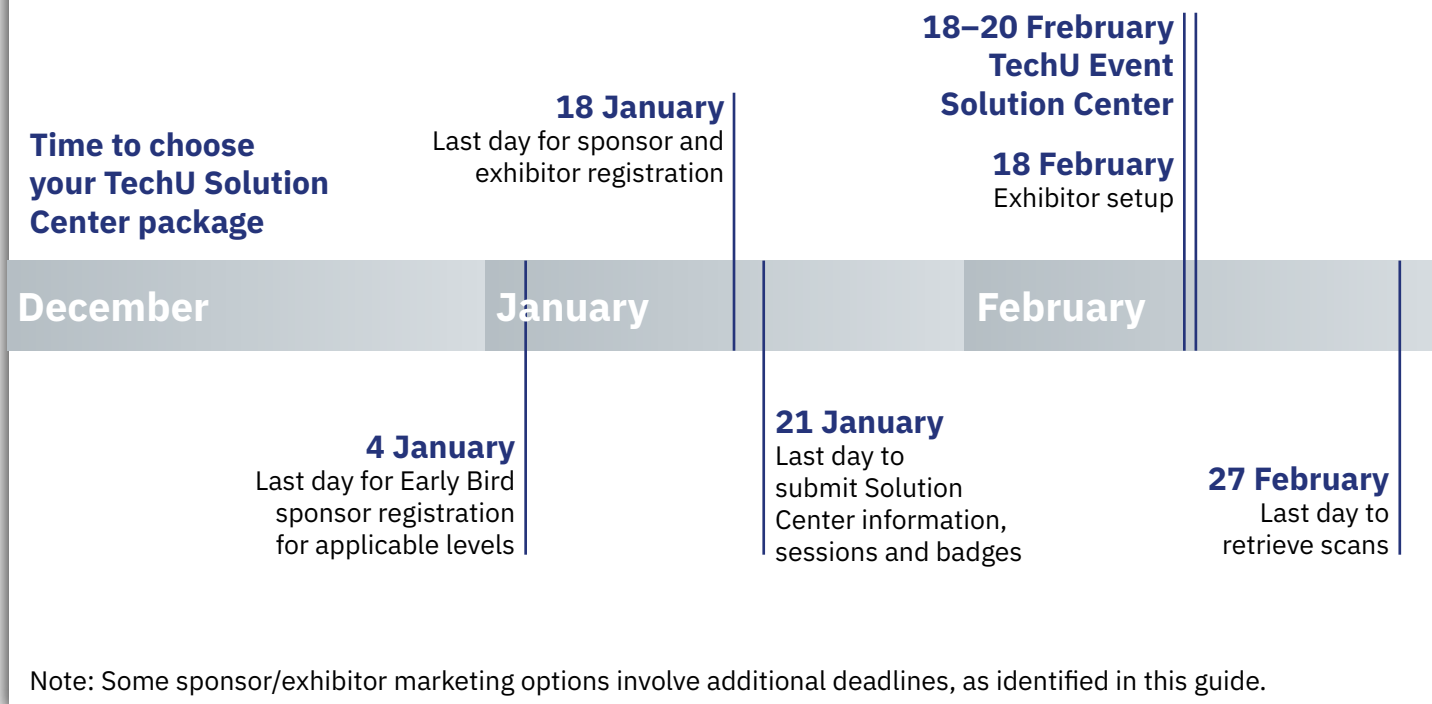 18–20 Frebruary
TechU Event
Solution Center
18 January
Last day for sponsor and
exhibitor registration
Time to choose
your TechU Solution
Center package
18 February
Exhibitor setup
December
January
February
4 January
Last day for Early Bird
sponsor registration
for applicable levels
21 January
Last day to
submit Solution
Center information,
sessions and badges
27 February
Last day to
retrieve scans
Note: Some sponsor/exhibitor marketing options involve additional deadlines, as identified in this guide.